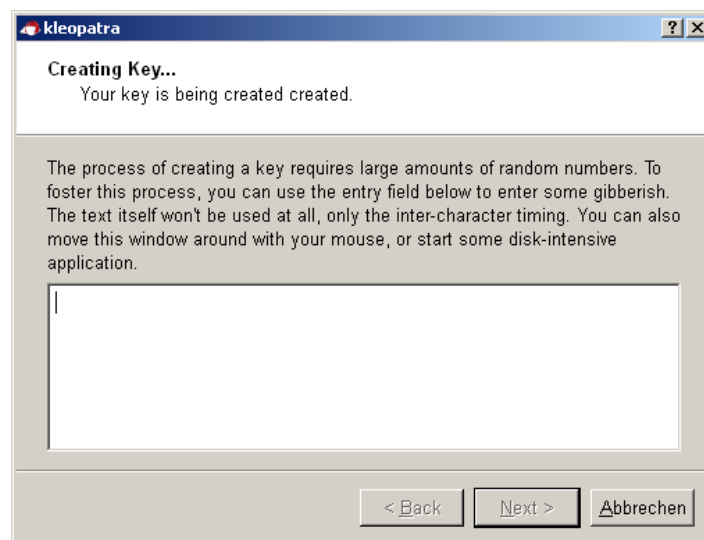 kleopatra
Creating Key...
Your key is being created created.
The process of creating a key requires large amounts of random numbers. To
foster this process, you can use the entry field below to enter some gibberish.
The text itself won't be used at all, only the inter-character timing. You can also
move this window around with your mouse, or start some disk-intensive
application.
< Back Next > Abbrechen